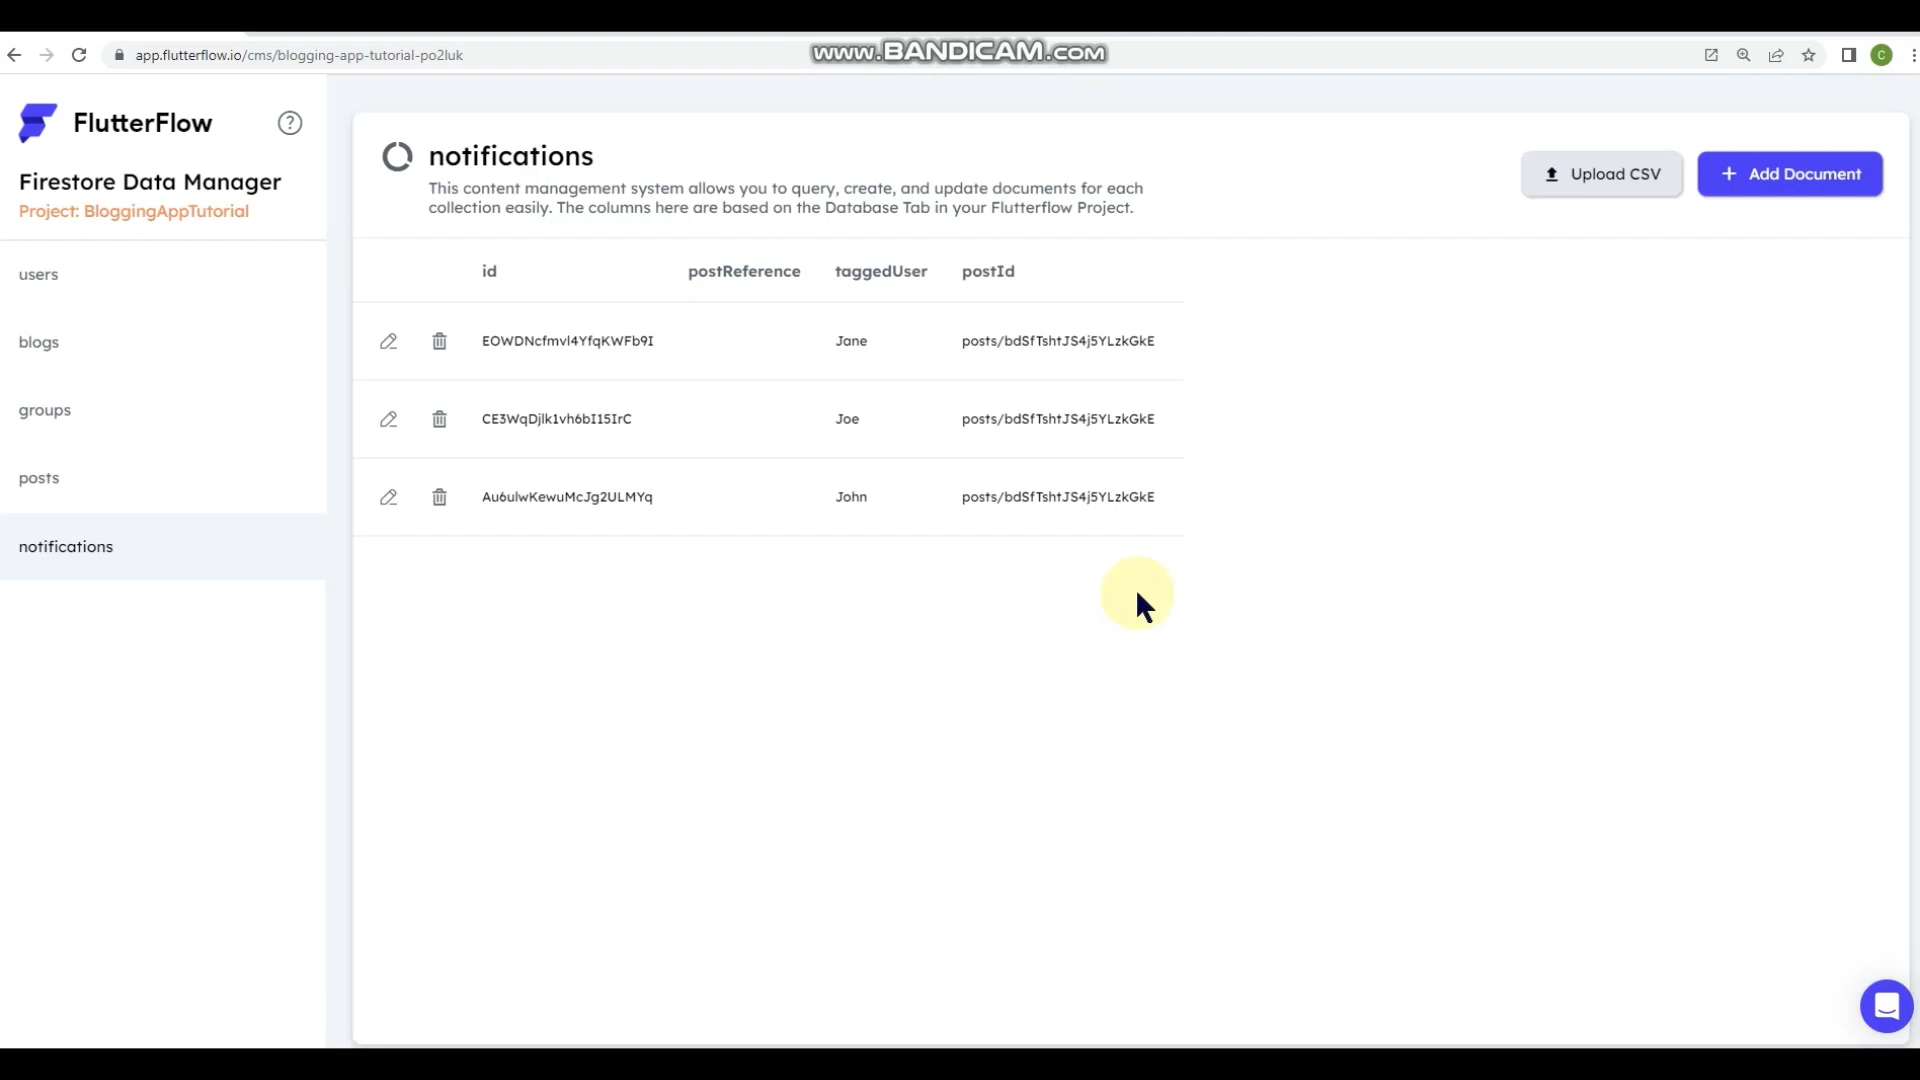 app.flutterflow.io/cms/blogging-app-tutorial-po2luk
www.BANDICAM.com
C
FlutterFlow
?
Firestore Data Manager
Project: BloggingAppTutorial
users
blogs
groups
posts
notifications
notifications
This content management system allows you to query, create, and update documents for each
collection easily. The columns here are based on the Database Tab in your Flutterflow Project.
Upload CSV
+ Add Document
id postReference taggedUser postId
EOWDNcfmvl4YfqKWFb9I Jane posts/bdSfTshtJS4j5YLzkGkE
CE3WqDjlk1vh6bI15IrC Joe posts/bdSfTshtJS4j5YLzkGkE
Au6ulwKewuMcJg2ULMYq John posts/bdSfTshtJS4j5YLzkGkE